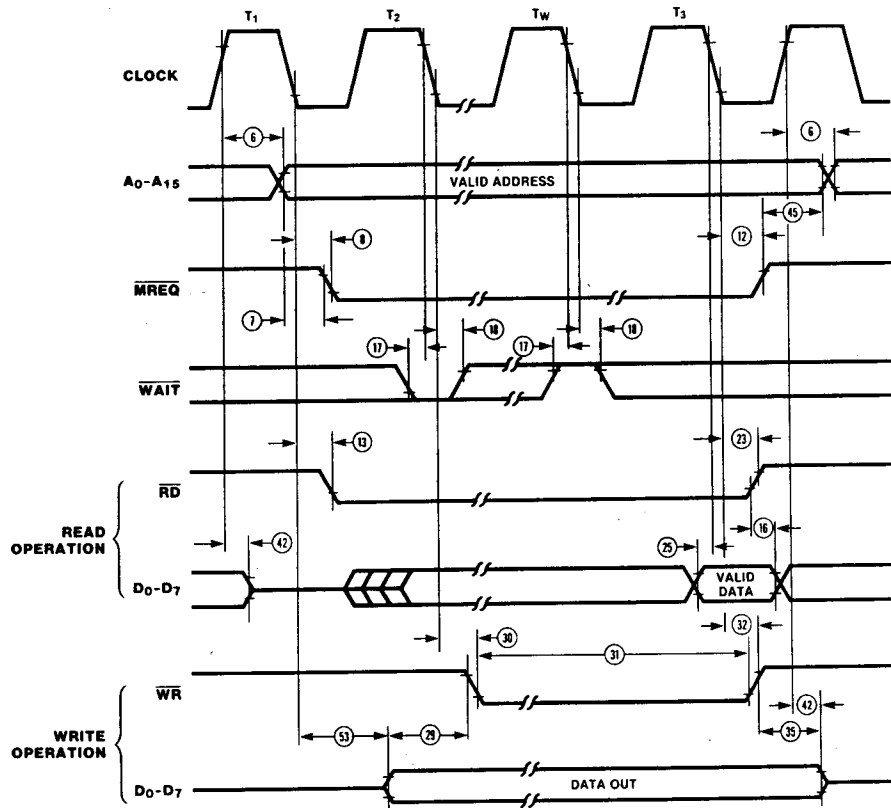 T1 T2 TW T3
CLOCK
6 6
A0-A15 VALID ADDRESS
45
8 12
MREQ
7
17 18 17 18
WAIT
13 23
RD
READ
OPERATION
16
42 25
D0-D7 VALID
DATA
32
30
31
WR
42
WRITE
OPERATION
53 29 35
D0-D7 DATA OUT